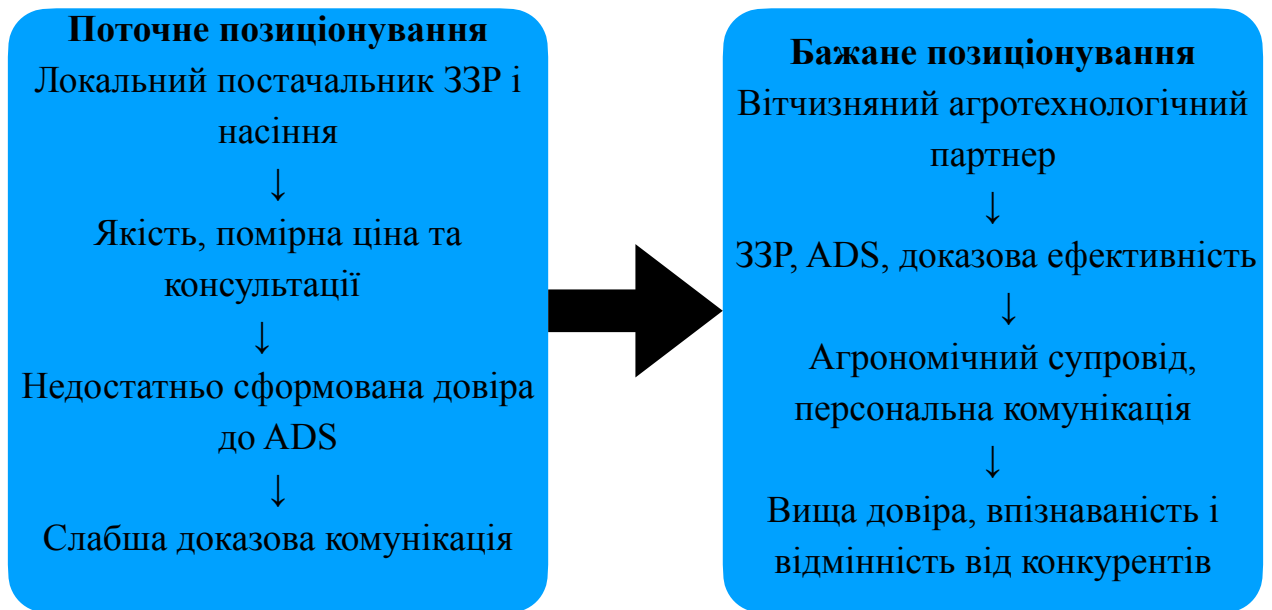 Поточне позиціонування
Локальний постачальник ЗЗР і
насіння
↓
Якість, помірна ціна та
консультації
↓
Недостатньо сформована довіра
до ADS
↓
Слабша доказова комунікація
Бажане позиціонування
Вітчизняний агротехнологічний
партнер
↓
ЗЗР, ADS, доказова ефективність
↓
Агрономічний супровід,
персональна комунікація
↓
Вища довіра, впізнаваність і
відмінність від конкурентів